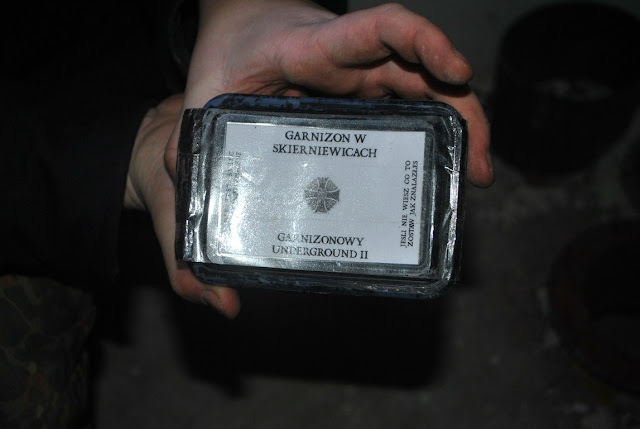 GARNIZON W
SKIERNIEWICACH
GARNIZONOWY
UNDERGROUND II
JEŚLI NIE WIESZ CO TO
ZOSTAW JAK ZNALAZŁEŚ